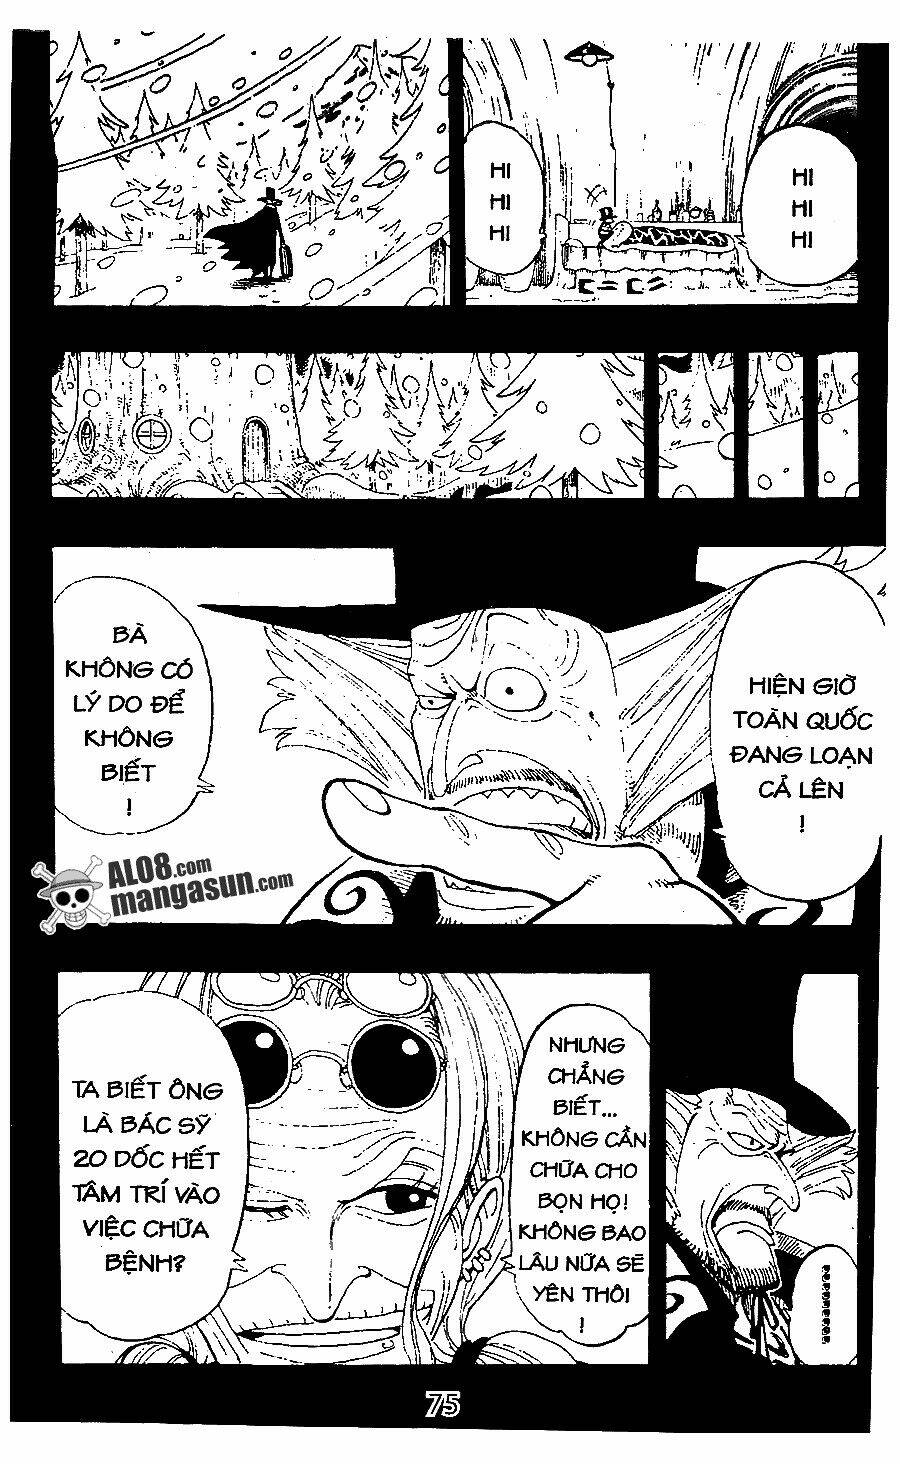 HI
HI
HI
HI
HI
HI
BÀ
KHÔNG CÓ
LÝ DO ĐỂ
KHÔNG
BIẾT
!
HIỆN GIỜ
TOÀN QUỐC
ĐANG LOẠN
CẢ LÊN
!
AL08.com
mangasun.com
TA BIẾT ÔNG
LÀ BÁC SỸ
20 DỐC HẾT
TÂM TRÍ VÀO
VIỆC CHỮA
BỆNH?
NHƯNG
CHẲNG
BIẾT...
KHÔNG CẦN
CHỮA CHO
BỌN HỌ!
KHÔNG BAO
LÂU NỮA SẼ
YÊN THÔI
!
75